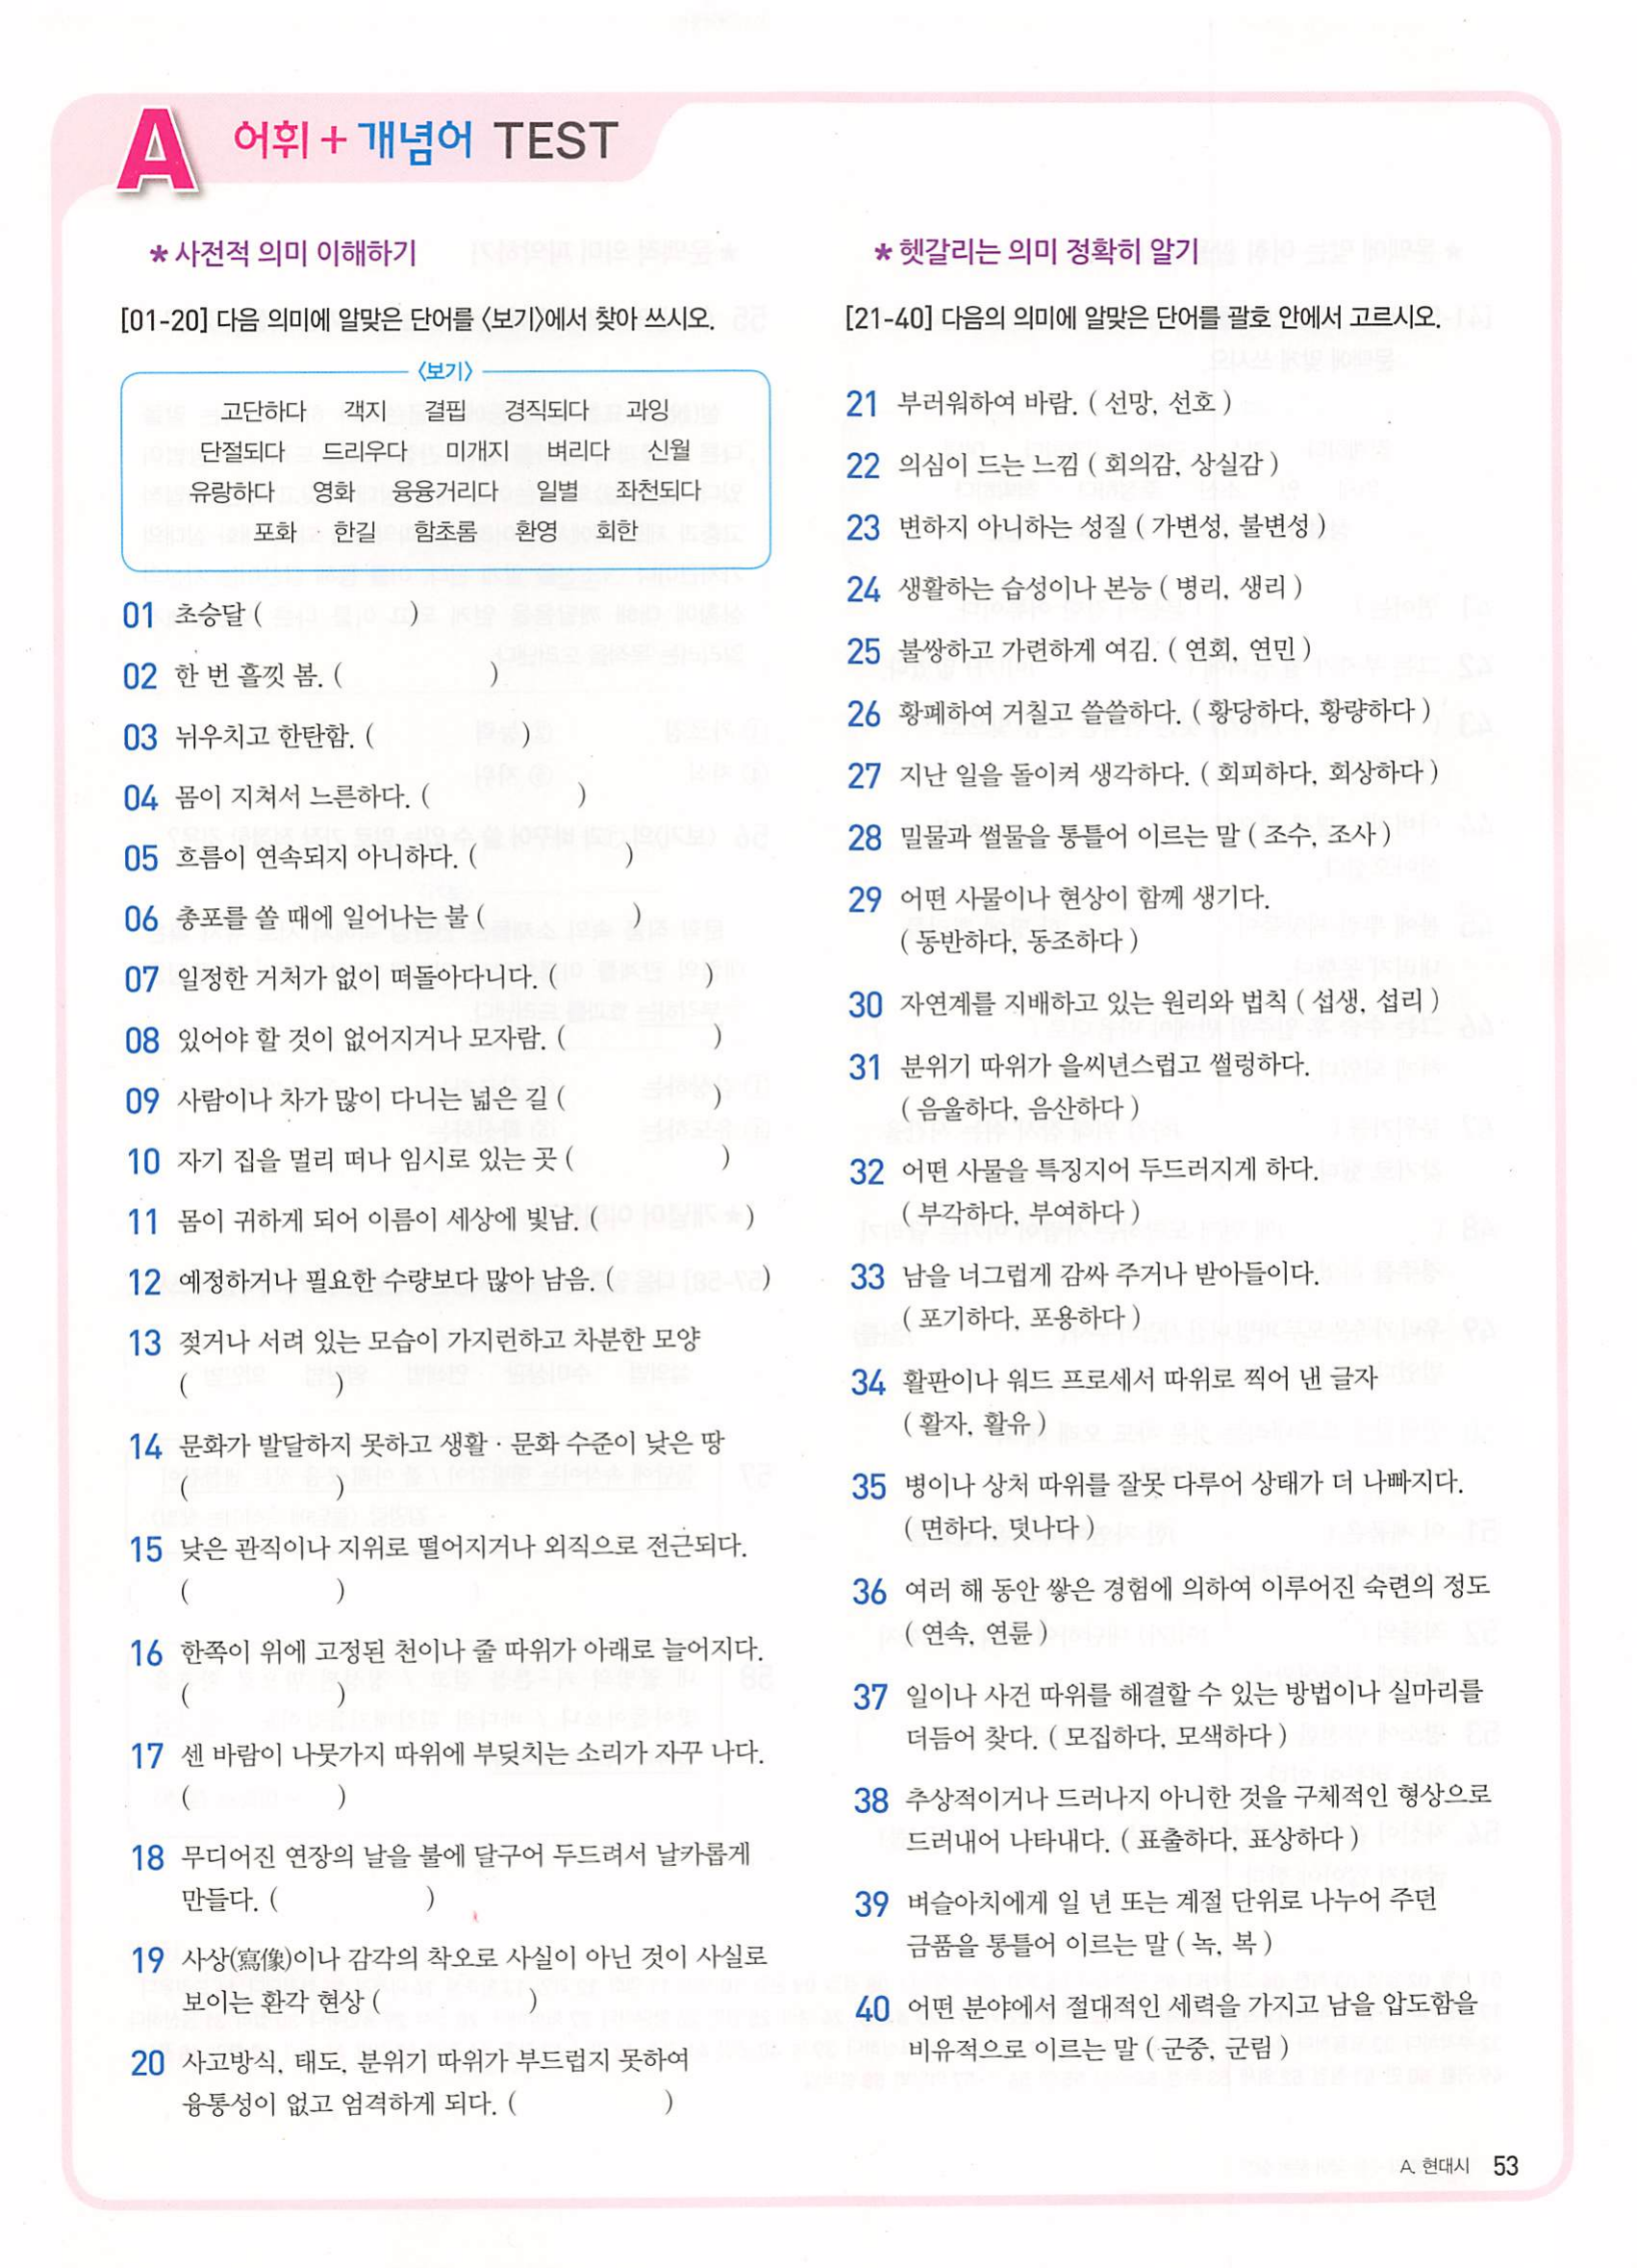 A 어휘 + 개념어 TEST
* 사전적 의미 이해하기
[01-20] 다음 의미에 알맞은 단어를 〈보기〉에서 찾아 쓰시오.
〈보기〉
고단하다 객지 결핍 경직되다 과잉
단절되다 드리우다 미개지 벼리다 신월
유랑하다 영화 융융거리다 일별 좌천되다
포화 한길 함초롬 환영 회한
01 초승달 ( )
02 한 번 흘낏 봄. ( )
03 뉘우치고 한탄함. ( )
04 몸이 지쳐서 느른하다. ( )
05 흐름이 연속되지 아니하다. ( )
06 총포를 쏠 때에 일어나는 불 ( )
07 일정한 거처가 없이 떠돌아다니다. ( )
08 있어야 할 것이 없어지거나 모자람. ( )
09 사람이나 차가 많이 다니는 넓은 길 ( )
10 자기 집을 멀리 떠나 임시로 있는 곳 ( )
11 몸이 귀하게 되어 이름이 세상에 빛남. ( )
12 예정하거나 필요한 수량보다 많아 남음. ( )
13 젖거나 서려 있는 모습이 가지런하고 차분한 모양
( )
14 문화가 발달하지 못하고 생활 · 문화 수준이 낮은 땅
( )
15 낮은 관직이나 지위로 떨어지거나 외직으로 전근되다.
( )
16 한쪽이 위에 고정된 천이나 줄 따위가 아래로 늘어지다.
( )
17 센 바람이 나뭇가지 따위에 부딪치는 소리가 자꾸 나다.
( )
18 무디어진 연장의 날을 불에 달구어 두드려서 날카롭게
만들다. ( )
19 사상(寫像)이나 감각의 착오로 사실이 아닌 것이 사실로
보이는 환각 현상 ( )
20 사고방식, 태도, 분위기 따위가 부드럽지 못하여
융통성이 없고 엄격하게 되다. ( )
* 헷갈리는 의미 정확히 알기
[21-40] 다음의 의미에 알맞은 단어를 괄호 안에서 고르시오.
21 부러워하여 바람. ( 선망, 선호 )
22 의심이 드는 느낌 ( 회의감, 상실감 )
23 변하지 아니하는 성질 ( 가변성, 불변성 )
24 생활하는 습성이나 본능 ( 병리, 생리 )
25 불쌍하고 가련하게 여김. ( 연회, 연민 )
26 황폐하여 거칠고 쓸쓸하다. ( 황당하다, 황량하다 )
27 지난 일을 돌이켜 생각하다. ( 회피하다, 회상하다 )
28 밀물과 썰물을 통틀어 이르는 말 ( 조수, 조사 )
29 어떤 사물이나 현상이 함께 생기다.
( 동반하다, 동조하다 )
30 자연계를 지배하고 있는 원리와 법칙 ( 섭생, 섭리 )
31 분위기 따위가 을씨년스럽고 썰렁하다.
( 음울하다, 음산하다 )
32 어떤 사물을 특징지어 두드러지게 하다.
( 부각하다, 부여하다 )
33 남을 너그럽게 감싸 주거나 받아들이다.
( 포기하다, 포용하다 )
34 활판이나 워드 프로세서 따위로 찍어 낸 글자
( 활자, 활유 )
35 병이나 상처 따위를 잘못 다루어 상태가 더 나빠지다.
( 면하다, 덧나다 )
36 여러 해 동안 쌓은 경험에 의하여 이루어진 숙련의 정도
( 연속, 연륜 )
37 일이나 사건 따위를 해결할 수 있는 방법이나 실마리를
더듬어 찾다. ( 모집하다, 모색하다 )
38 추상적이거나 드러나지 아니한 것을 구체적인 형상으로
드러내어 나타내다. ( 표출하다, 표상하다 )
39 벼슬아치에게 일 년 또는 계절 단위로 나누어 주던
금품을 통틀어 이르는 말 ( 녹, 복 )
40 어떤 분야에서 절대적인 세력을 가지고 남을 압도함을
비유적으로 이르는 말 ( 군중, 군림 )
A. 현대시 53